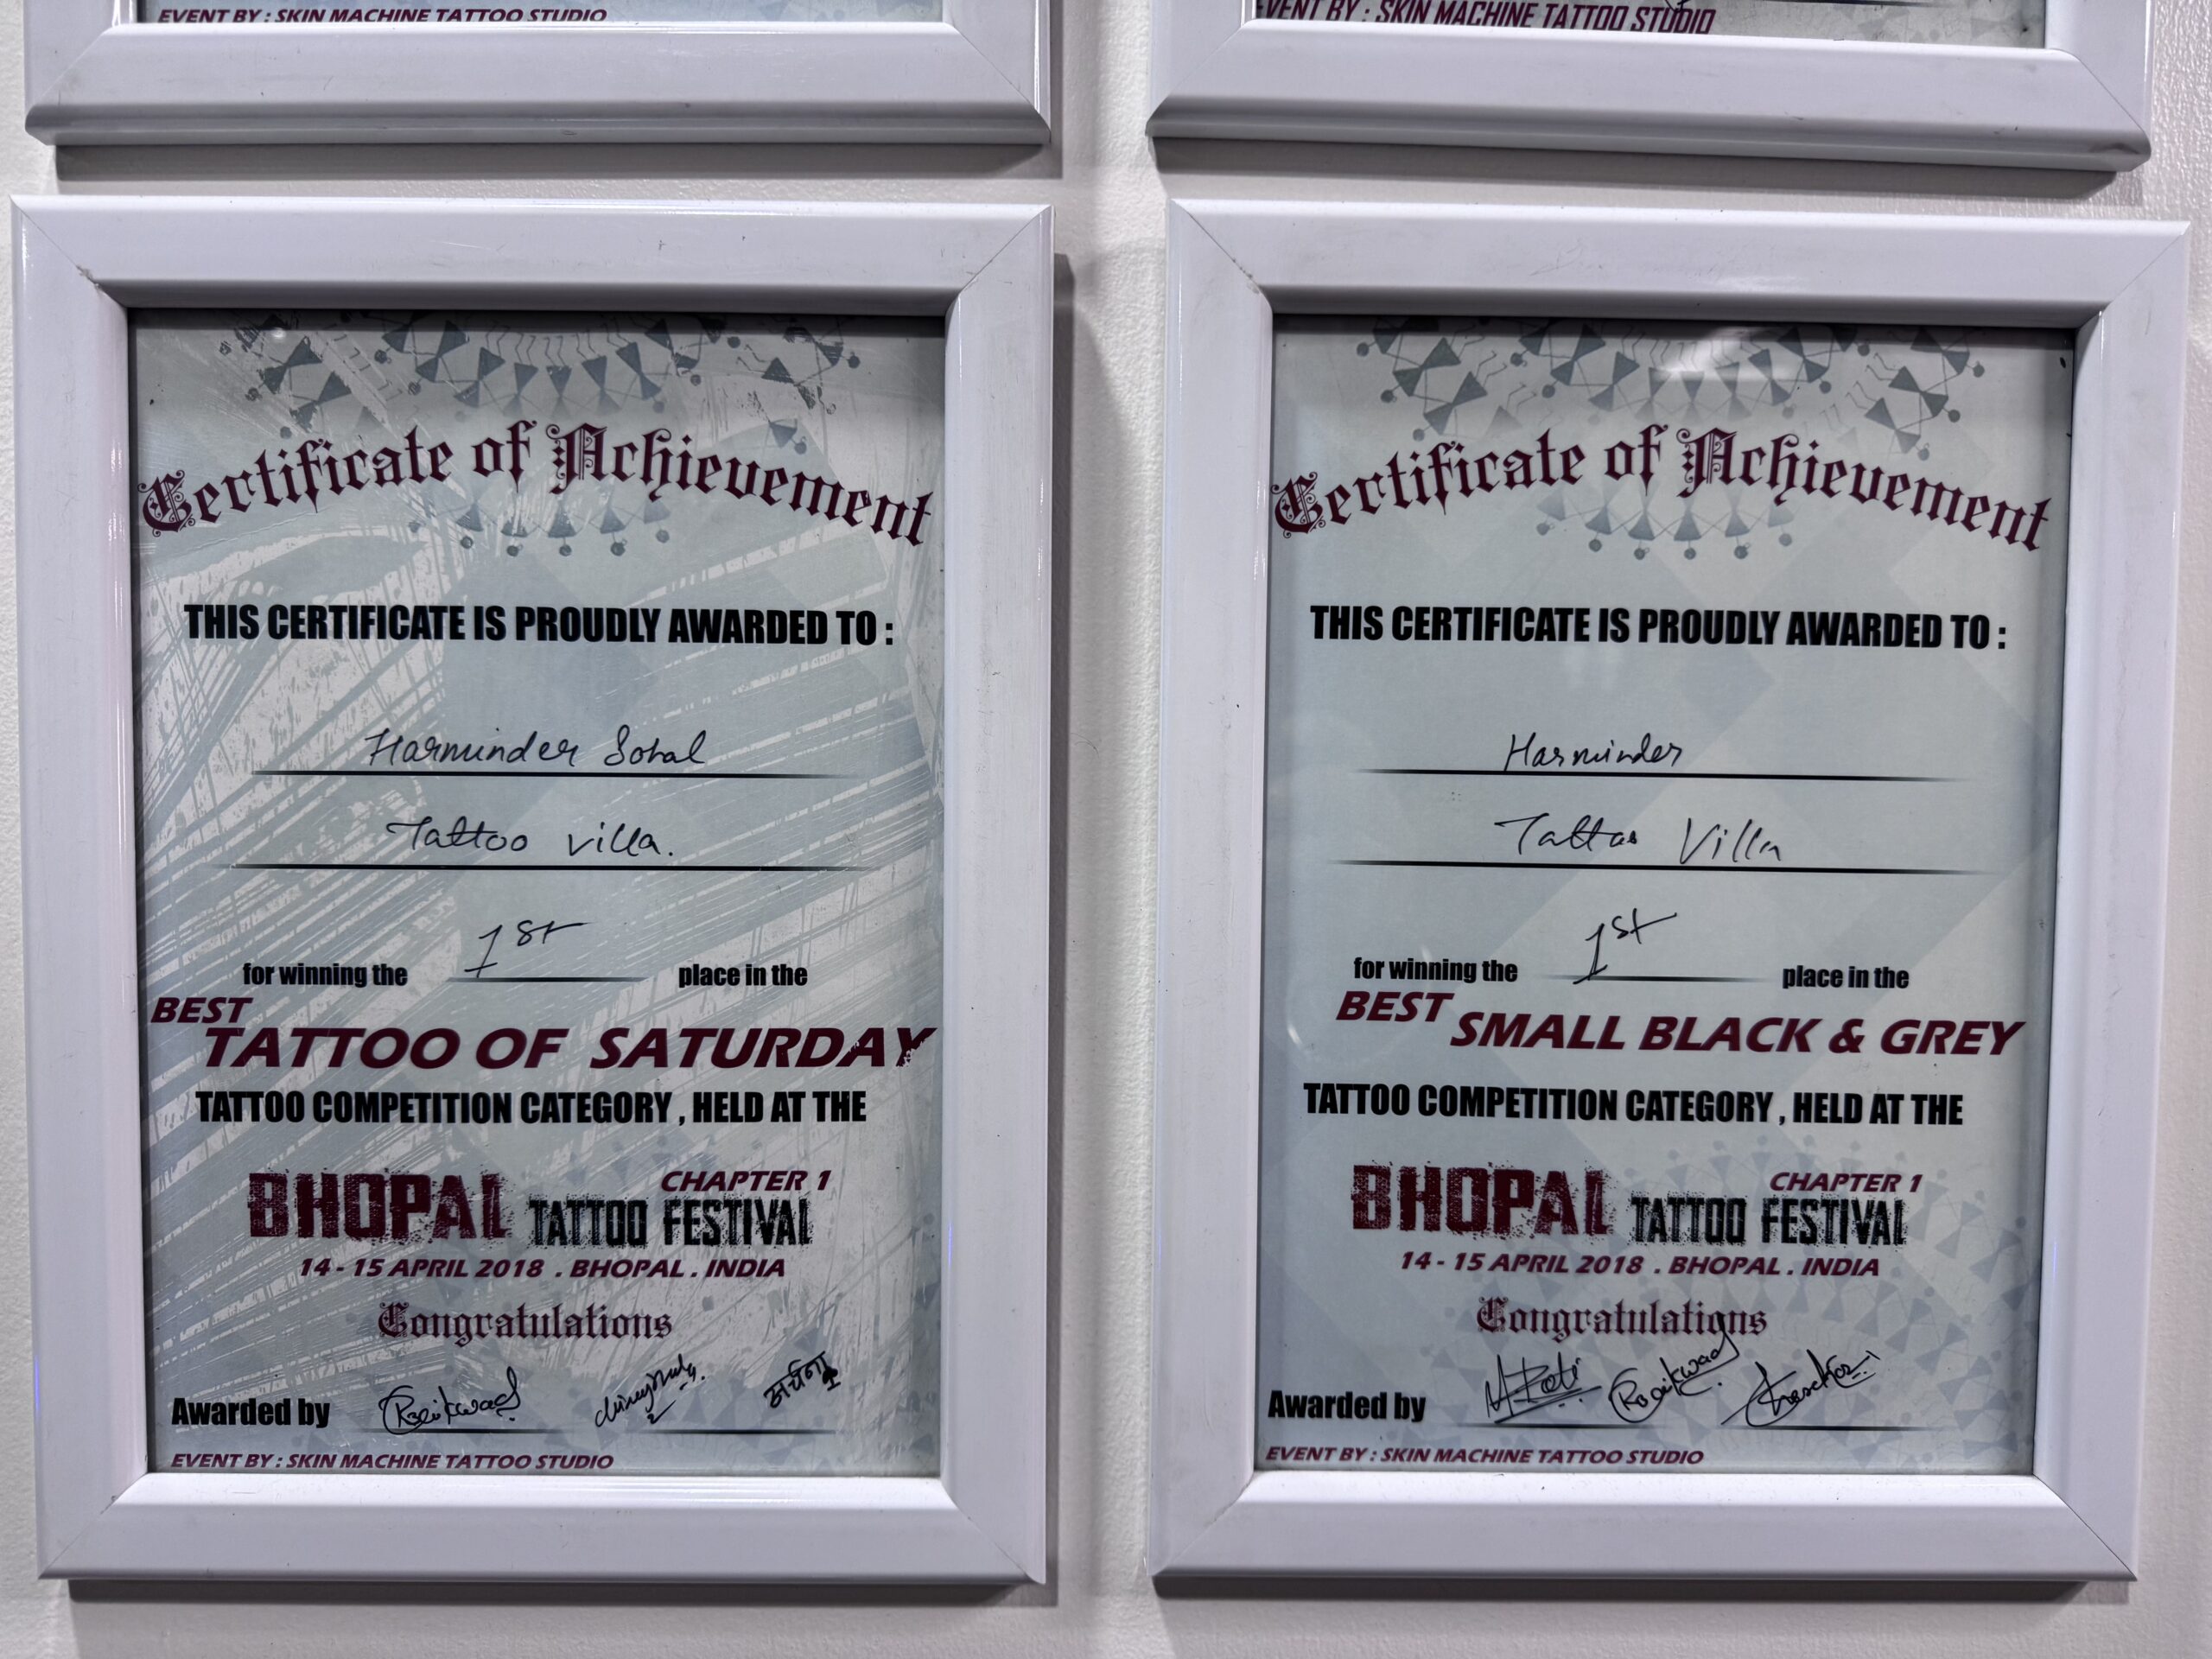 EVENT BY : SKIN MACHINE TATTOO STUDIO
EVENT BY : SKIN MACHINE TATTOO STUDIO
Certificate of Achievement
THIS CERTIFICATE IS PROUDLY AWARDED TO :
Harminder Sohal
Tattoo Villa.
1st
for winning the place in the
BEST
TATTOO OF SATURDAY
TATTOO COMPETITION CATEGORY , HELD AT THE
CHAPTER 1
BHOPAL TATTOO FESTIVAL
14 - 15 APRIL 2018 . BHOPAL . INDIA
Congratulations
Awarded by
EVENT BY : SKIN MACHINE TATTOO STUDIO
Certificate of Achievement
THIS CERTIFICATE IS PROUDLY AWARDED TO :
Harminder
Tattoo Villa
1st
for winning the place in the
BEST
SMALL BLACK & GREY
TATTOO COMPETITION CATEGORY , HELD AT THE
CHAPTER 1
BHOPAL TATTOO FESTIVAL
14 - 15 APRIL 2018 . BHOPAL . INDIA
Congratulations
Awarded by
EVENT BY : SKIN MACHINE TATTOO STUDIO